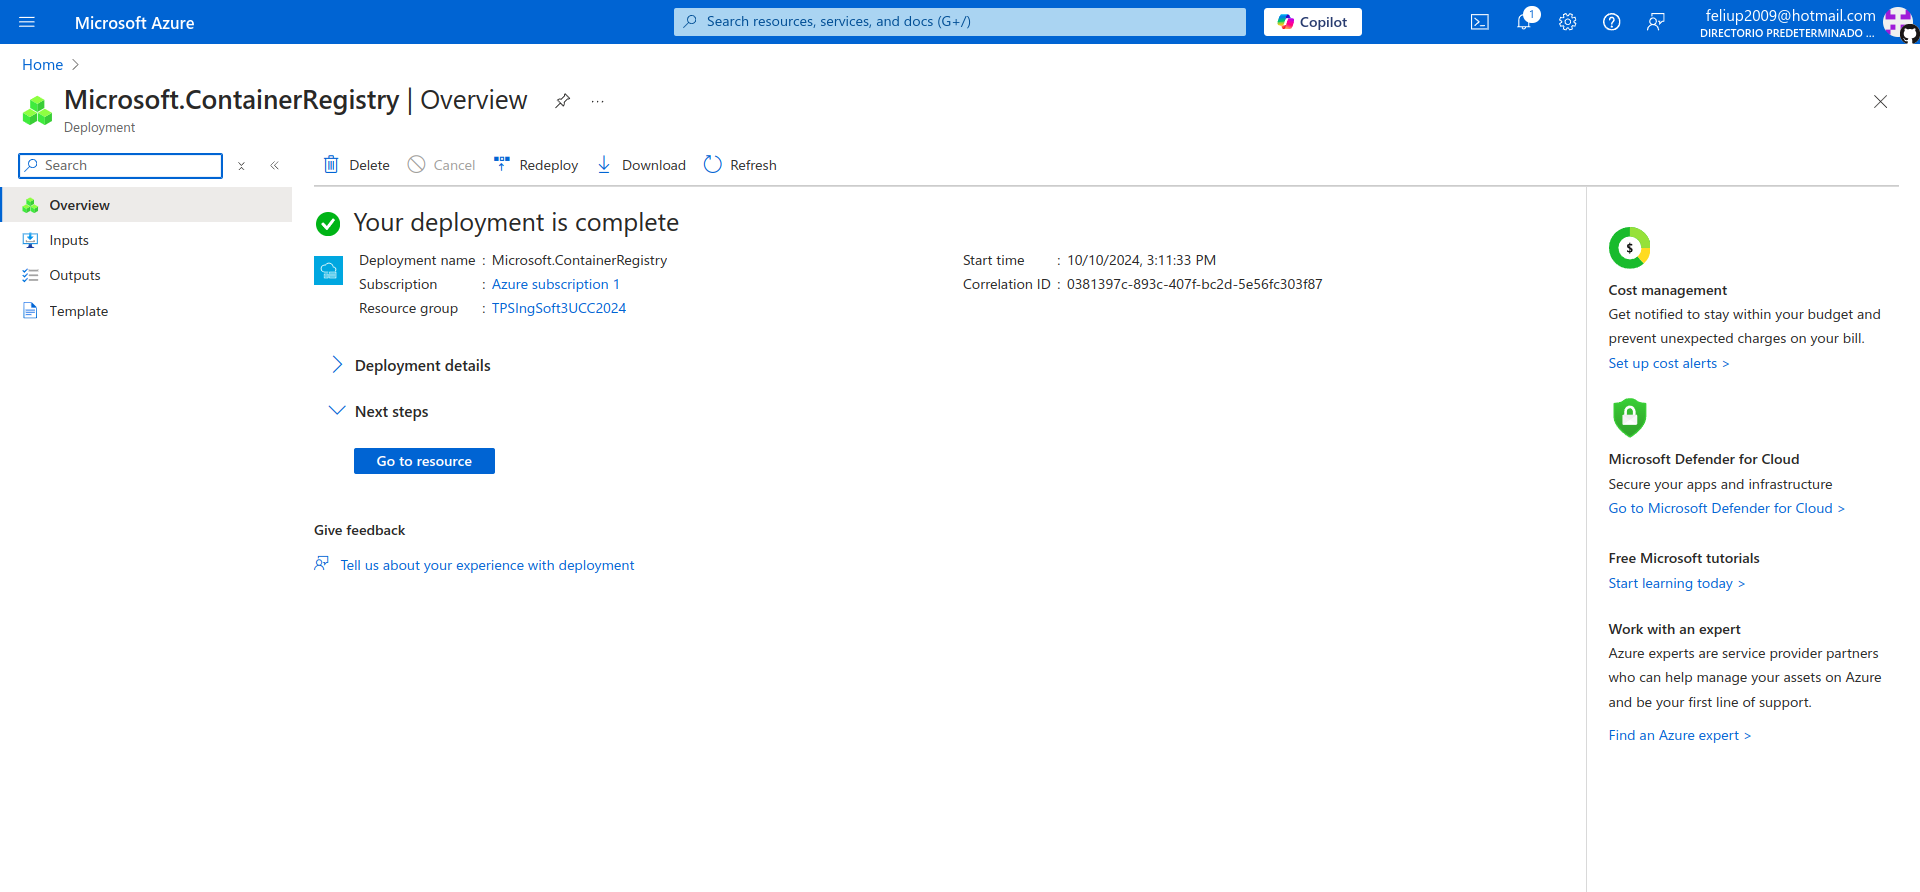 Microsoft Azure
Search resources, services, and docs (G+/)
Copilot
1
feliup2009@hotmail.com
DIRECTORIO PREDETERMINADO ...
Home
Microsoft.ContainerRegistry | Overview
...
Deployment
Search
Overview
Inputs
Outputs
Template
Delete
Cancel
Redeploy
Download
Refresh
Your deployment is complete
Deployment name : Microsoft.ContainerRegistry
Subscription : Azure subscription 1
Resource group : TPSIngSoft3UCC2024
Start time : 10/10/2024, 3:11:33 PM
Correlation ID : 0381397c-893c-407f-bc2d-5e56fc303f87
Deployment details
Next steps
Go to resource
Give feedback
Tell us about your experience with deployment
$
Cost management
Get notified to stay within your budget and
prevent unexpected charges on your bill.
Set up cost alerts >
Microsoft Defender for Cloud
Secure your apps and infrastructure
Go to Microsoft Defender for Cloud >
Free Microsoft tutorials
Start learning today >
Work with an expert
Azure experts are service provider partners
who can help manage your assets on Azure
and be your first line of support.
Find an Azure expert >